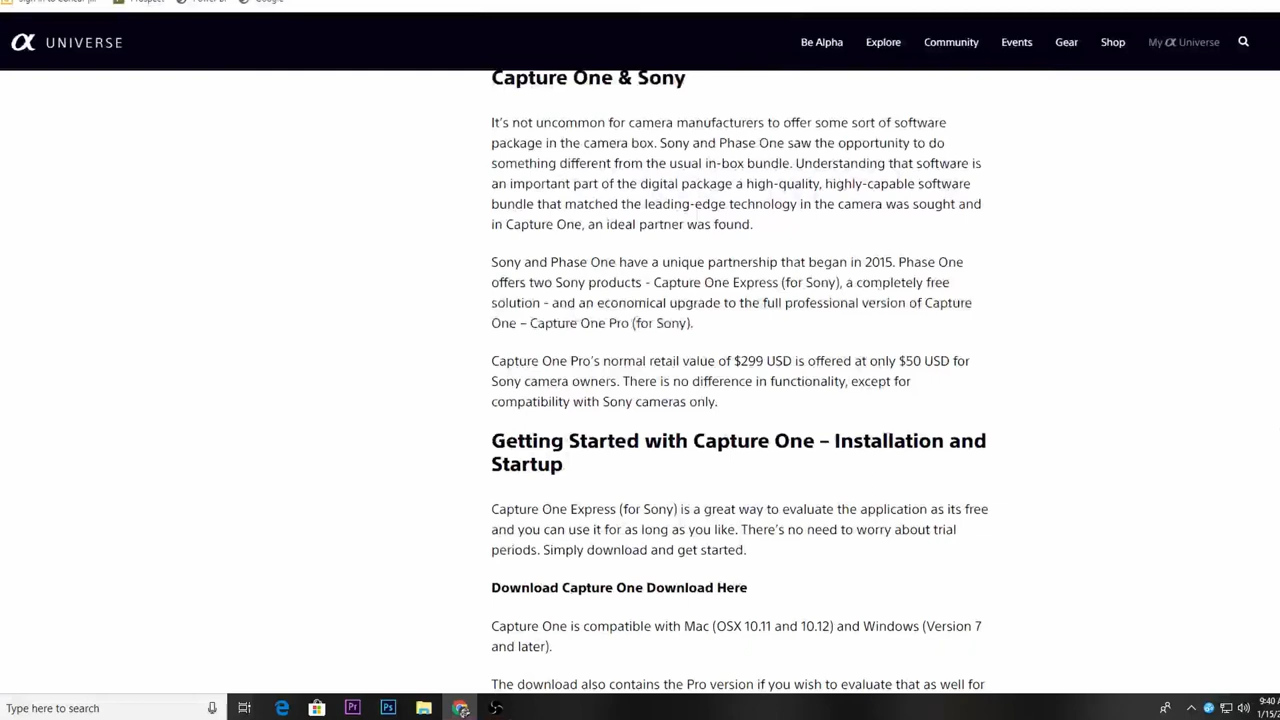 UNIVERSE
Be Alpha Explore Community Events Gear Shop My α Universe
Capture One & Sony
It's not uncommon for camera manufacturers to offer some sort of software
package in the camera box. Sony and Phase One saw the opportunity to do
something different from the usual in-box bundle. Understanding that software is
an important part of the digital package a high-quality, highly-capable software
bundle that matched the leading-edge technology in the camera was sought and
in Capture One, an ideal partner was found.
Sony and Phase One have a unique partnership that began in 2015. Phase One
offers two Sony products - Capture One Express (for Sony), a completely free
solution - and an economical upgrade to the full professional version of Capture
One – Capture One Pro (for Sony).
Capture One Pro's normal retail value of $299 USD is offered at only $50 USD for
Sony camera owners. There is no difference in functionality, except for
compatibility with Sony cameras only.
Getting Started with Capture One – Installation and
Startup
Capture One Express (for Sony) is a great way to evaluate the application as its free
and you can use it for as long as you like. There's no need to worry about trial
periods. Simply download and get started.
Download Capture One Download Here
Capture One is compatible with Mac (OSX 10.11 and 10.12) and Windows (Version 7
and later).
The download also contains the Pro version if you wish to evaluate that as well for
Type here to search
Pr
Ps
9:40
1/15/2